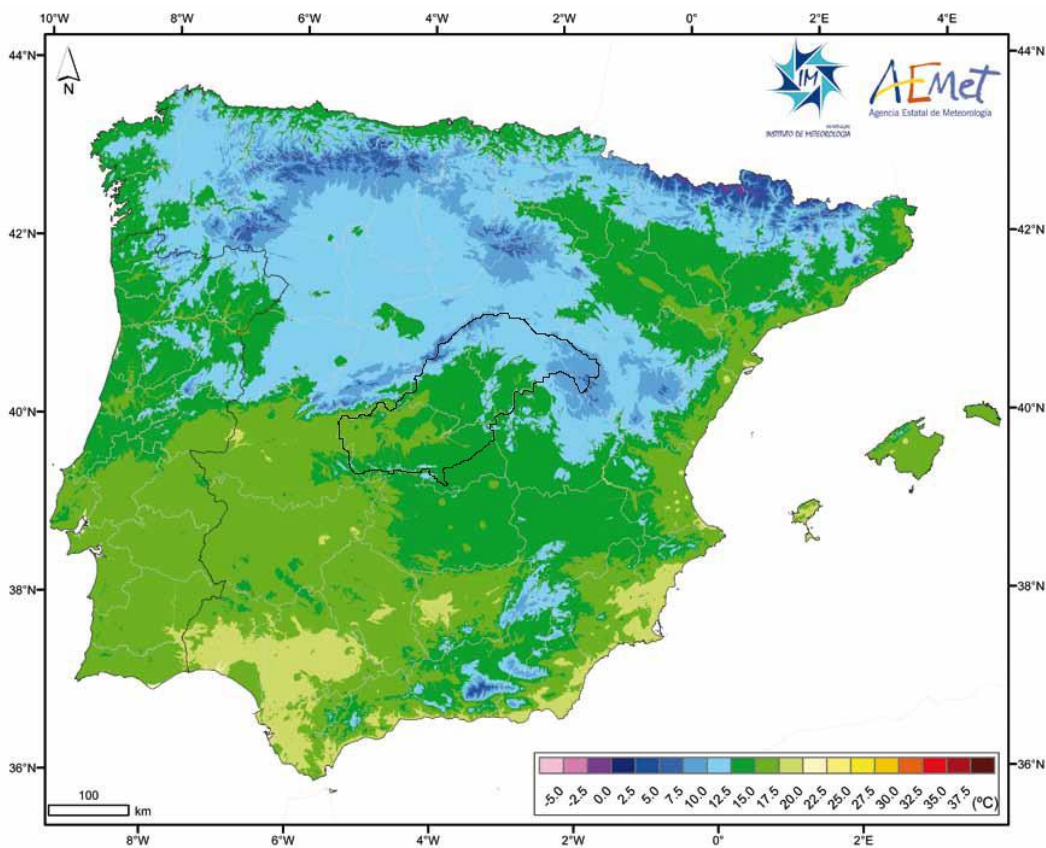 10°W 8°W 6°W 4°W 2°W 0° 2°E 4°E
44°N 44°N
N
IM
INSTITUTO DE METEOROLOGIA
AEMet
Agencia Estatal de Meteorología
42°N 42°N
40°N 40°N
38°N 38°N
36°N 36°N
-5.0 -2.5 0.0 2.5 5.0 7.5 10.0 12.5 15.0 17.5 20.0 22.5 25.0 27.5 30.0 32.5 35.0 37.5 (ºC)
100
km
8°W 6°W 4°W 2°W 0° 2°E